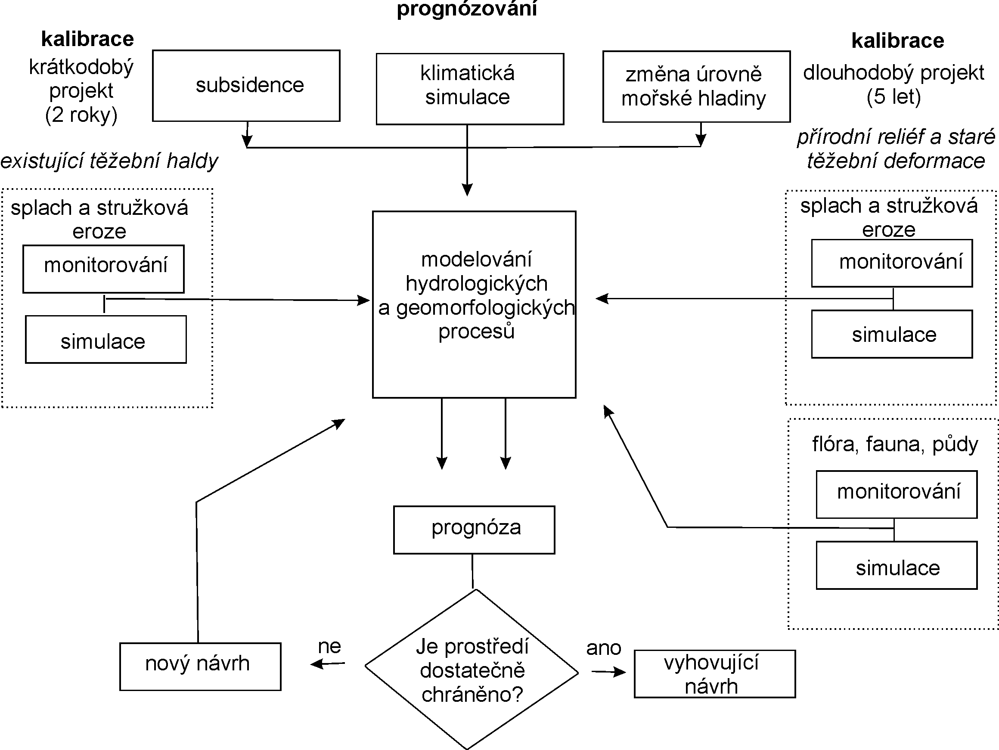 prognózování
kalibrace
krátkodobý
projekt
(2 roky)
existující těžební haldy
subsidence
klimatická
simulace
změna úrovně
mořské hladiny
kalibrace
dlouhodobý projekt
(5 let)
přírodní reliéf a staré
těžební deformace
splach a stružková
eroze
monitorování
simulace
modelování
hydrologických
a geomorfologických
procesů
splach a stružková
eroze
monitorování
simulace
flóra, fauna, půdy
monitorování
simulace
prognóza
Je prostředí
dostatečně
chráněno?
ne
nový návrh
ano
vyhovující
návrh